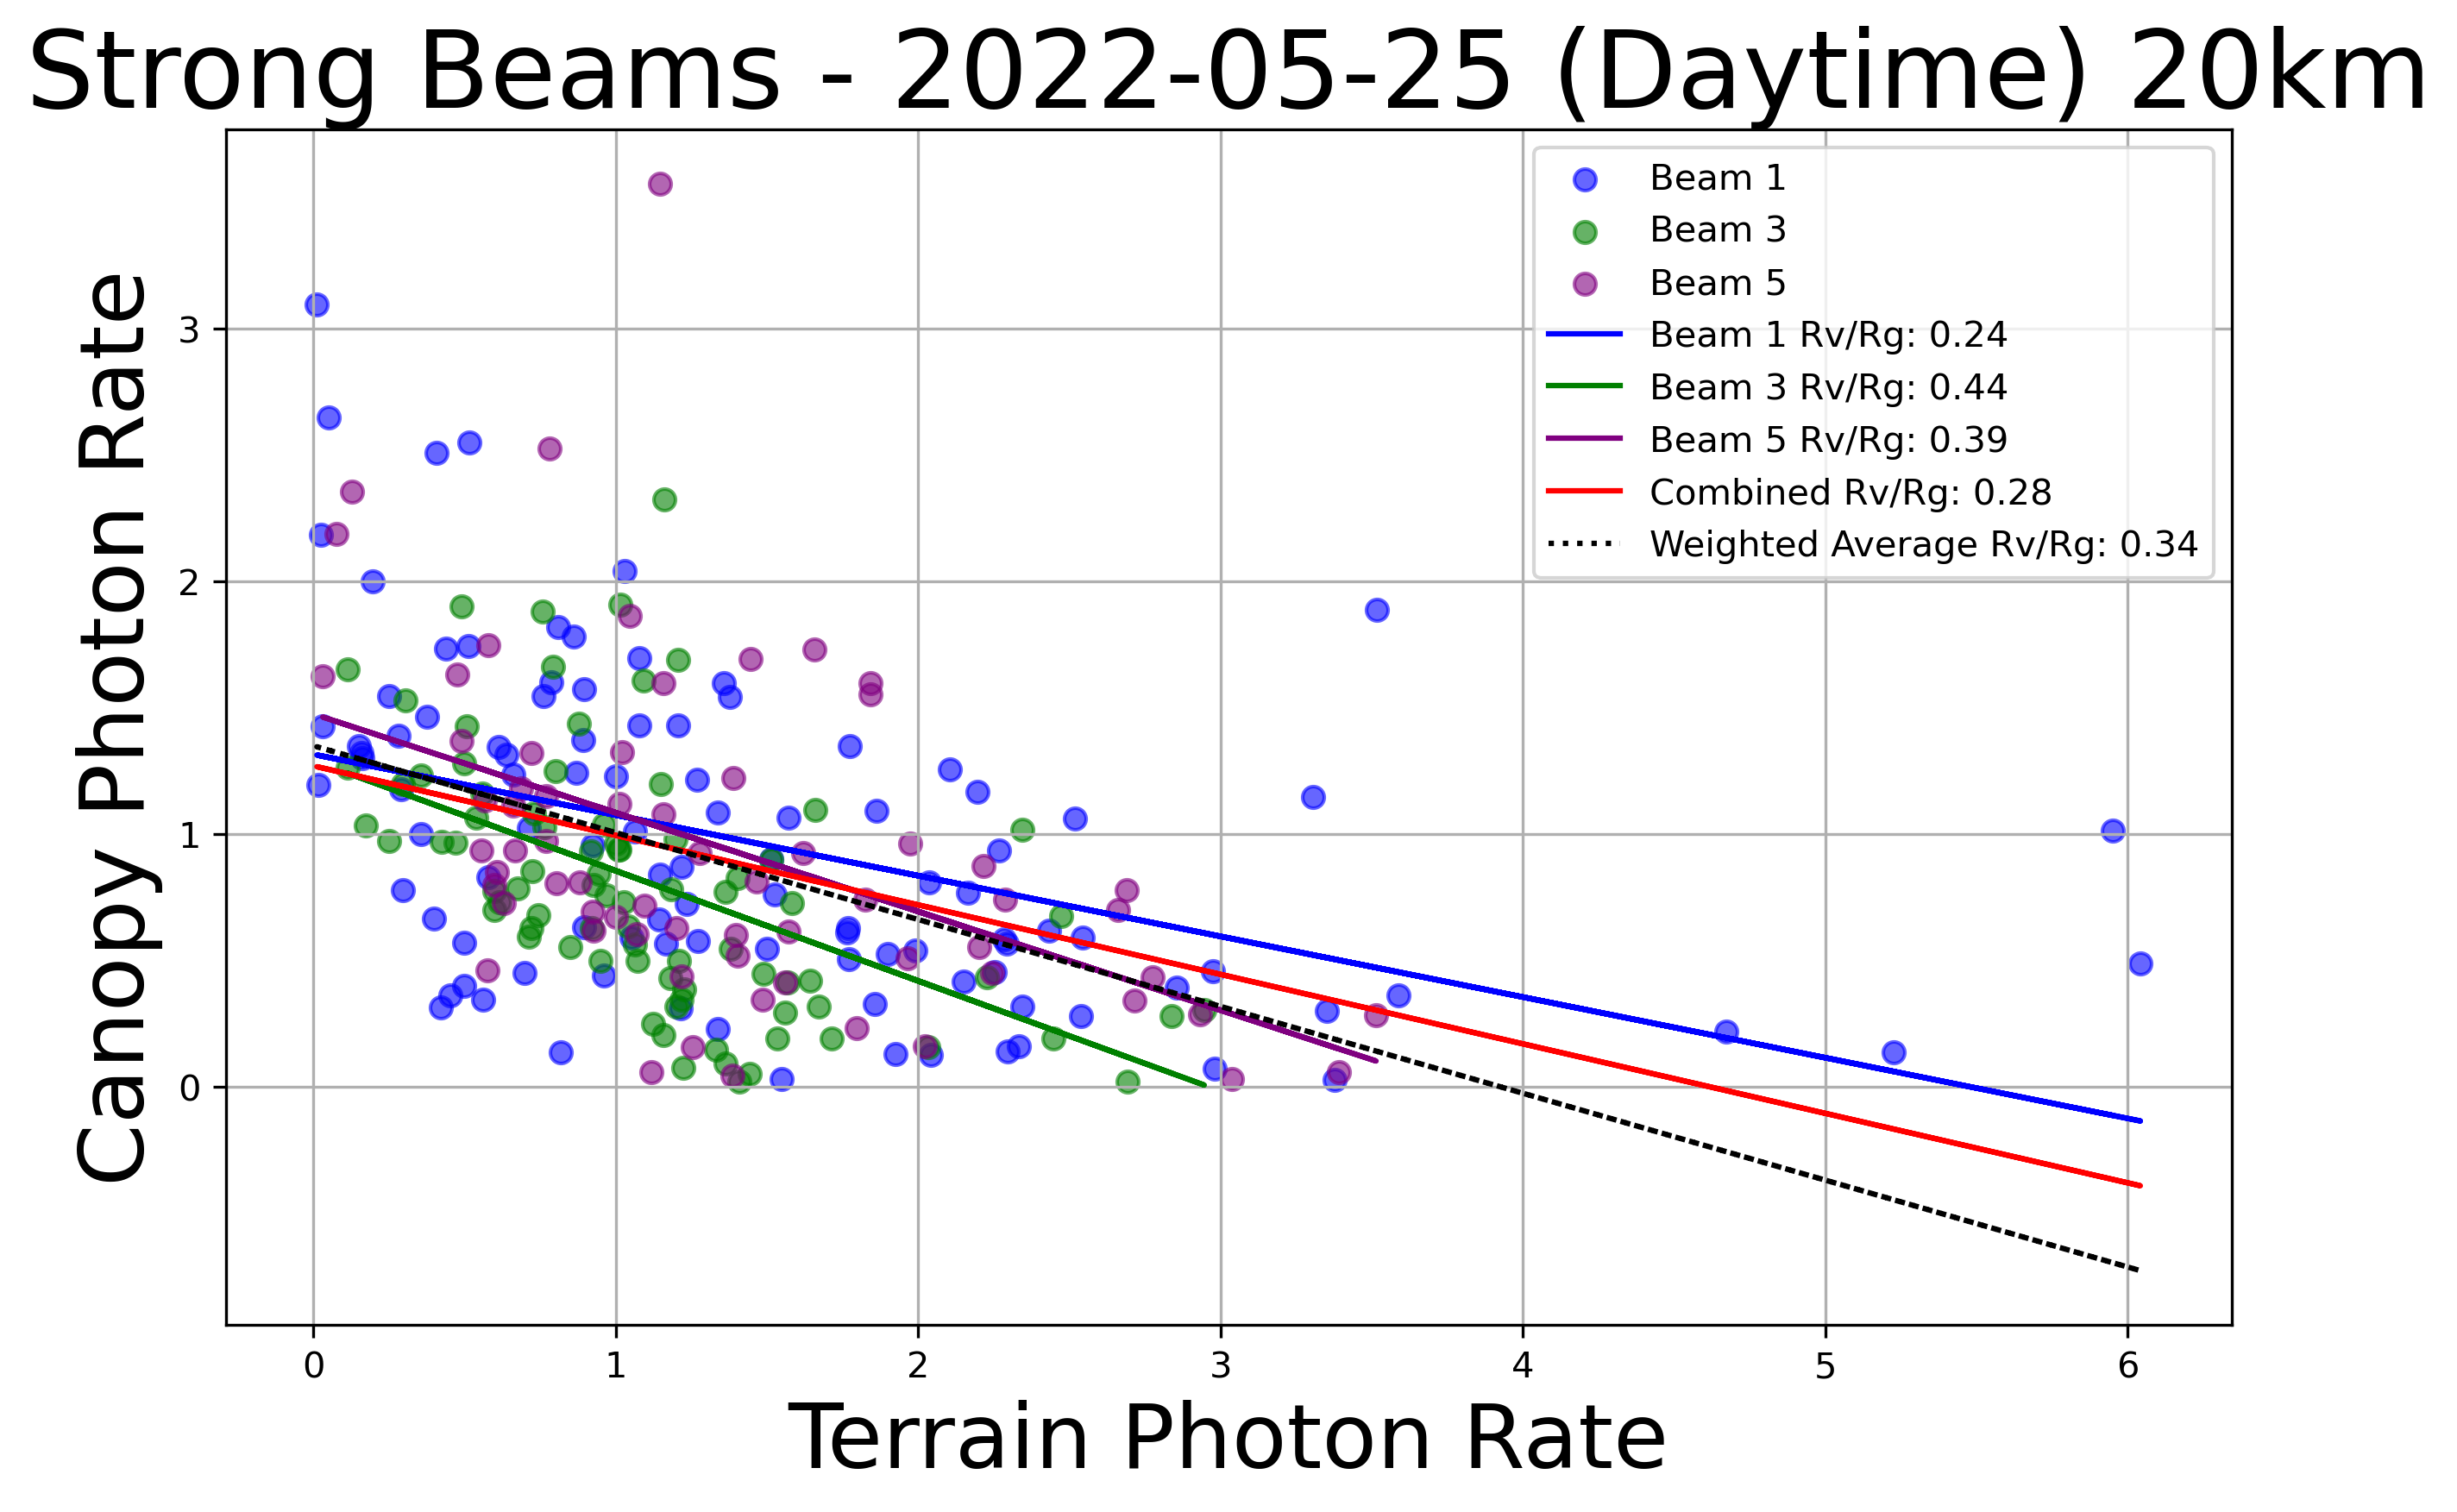 Strong Beams - 2022-05-25 (Daytime) 20km
Canopy Photon Rate
3
2
1
0
Beam 1
Beam 3
Beam 5
Beam 1 Rv/Rg: 0.24
Beam 3 Rv/Rg: 0.44
Beam 5 Rv/Rg: 0.39
Combined Rv/Rg: 0.28
Weighted Average Rv/Rg: 0.34
0 1 2 3 4 5 6
Terrain Photon Rate